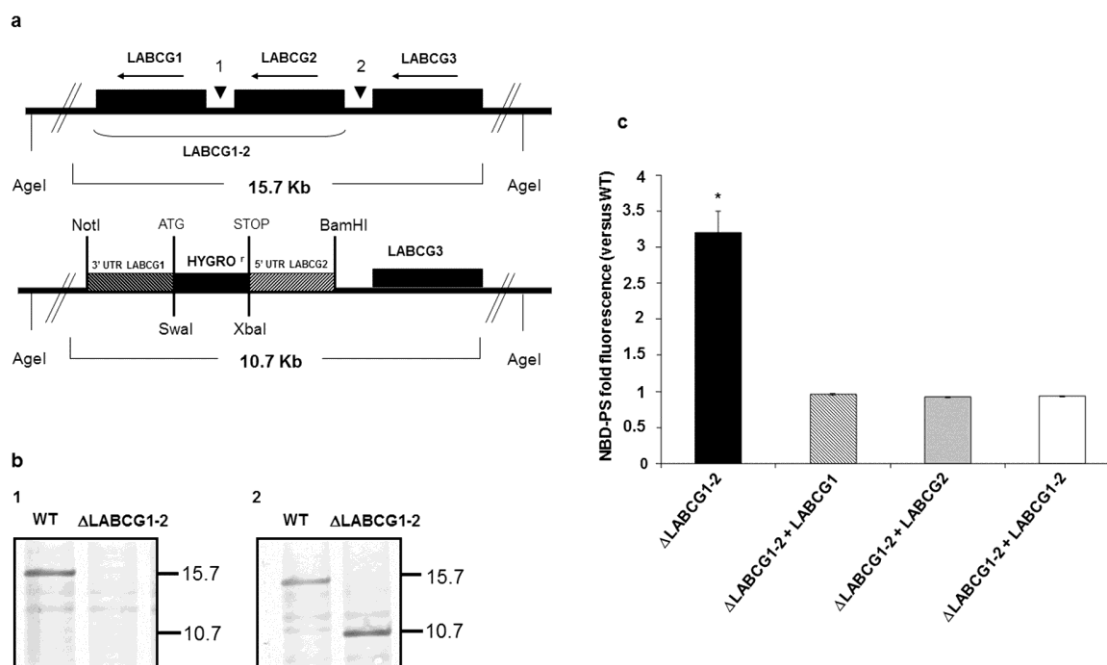 a
LABCG1
1
LABCG2
2
LABCG3
LABCG1-2
AgeI
15.7 Kb
AgeI
NotI
ATG
STOP
BamHI
3' UTR LABCG1
HYGRO r
5' UTR LABCG2
LABCG3
SwaI
XbaI
AgeI
10.7 Kb
AgeI
b
1
WT ΔLABCG1-2
15.7
10.7
2
WT ΔLABCG1-2
15.7
10.7
c
NBD-PS fold fluorescence (versus WT)
4
3.5
3
2.5
2
1.5
1
0.5
0
*
ΔLABCG1-2
ΔLABCG1-2 + LABCG1
ΔLABCG1-2 + LABCG2
ΔLABCG1-2 + LABCG1-2